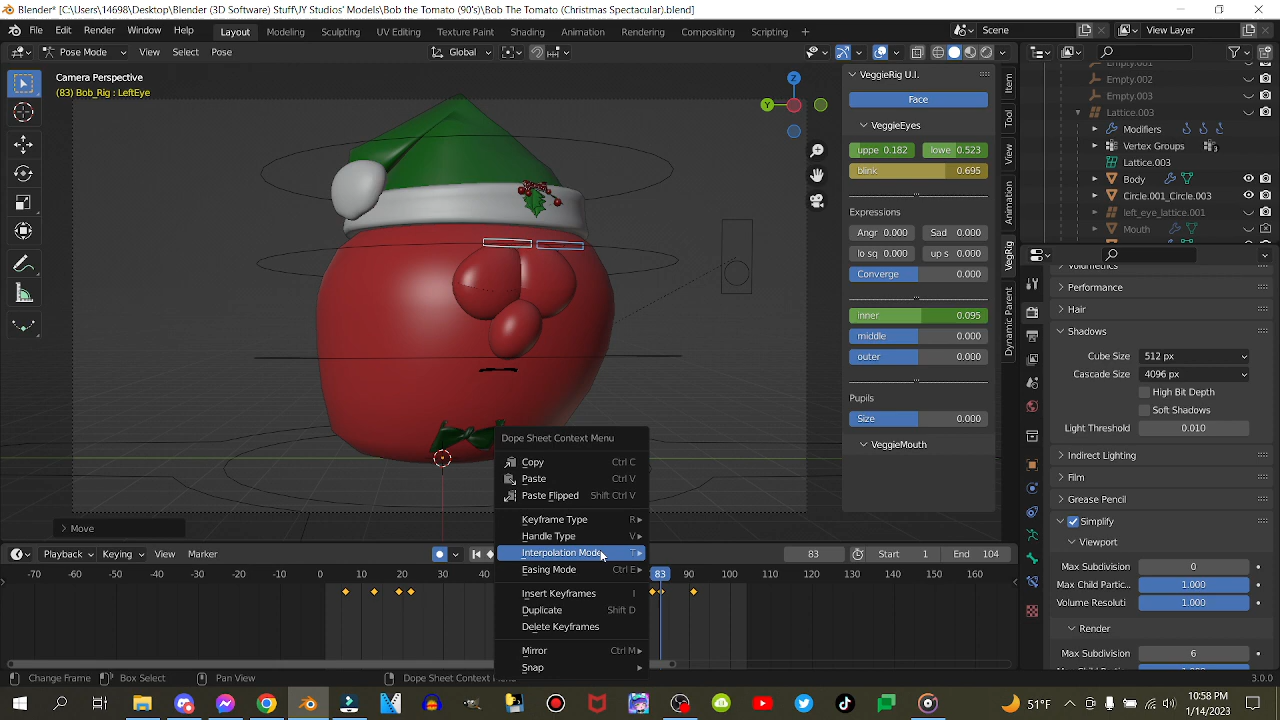 Blender* [C:\Users\14698\Blender (3D Software) Stuff\JY Studios' Models\Bob the Tomato (90's)\Bob The Tomato (Christmas Spectacular).blend]
File Edit Render Window Help Layout Modeling Sculpting UV Editing Texture Paint Shading Animation Rendering Compositing Scripting + Scene View Layer
Pose Mode View Select Pose Global
Camera Perspective
(83) Bob_Rig : LeftEye
Z
Y
Move
VeggieRig U.I.
Face
VeggieEyes
uppe 0.182 lowe 0.523
blink 0.695
Expressions
Angr 0.000 Sad 0.000
lo sq 0.000 up s 0.000
Converge 0.000
inner 0.095
middle 0.000
outer 0.000
Pupils
Size 0.000
VeggieMouth
Item
Tool
View
Animation
VegRig
Dynamic Parent
Empty.001
Empty.002
Empty.003
Lattice.003
Modifiers
Vertex Groups
Lattice.003
Body
Circle.001_Circle.003
left_eye_lattice.001
Mouth
Volumetrics
Performance
Hair
Shadows
Cube Size 512 px
Cascade Size 4096 px
High Bit Depth
Soft Shadows
Light Threshold 0.010
Indirect Lighting
Film
Grease Pencil
Simplify
Viewport
Max Subdivision 0
Max Child Partic... 1.000
Volume Resoluti 1.000
Render
Max Subdivision 6
Dope Sheet Context Menu
Copy Ctrl C
Paste Ctrl V
Paste Flipped Shift Ctrl V
Keyframe Type R
Handle Type V
Interpolation Mode T
Easing Mode Ctrl E
Insert Keyframes I
Duplicate Shift D
Delete Keyframes
Mirror Ctrl M
Snap
Playback Keying View Marker 83 Start 1 End 104
-70 -60 -50 -40 -30 -20 -10 0 10 20 30 40 83 90 100 110 120 130 140 150 160
Change Frame Box Select Pan View Dope Sheet Context Menu 3.0.0
51°F 10:58 PM
1/14/2023